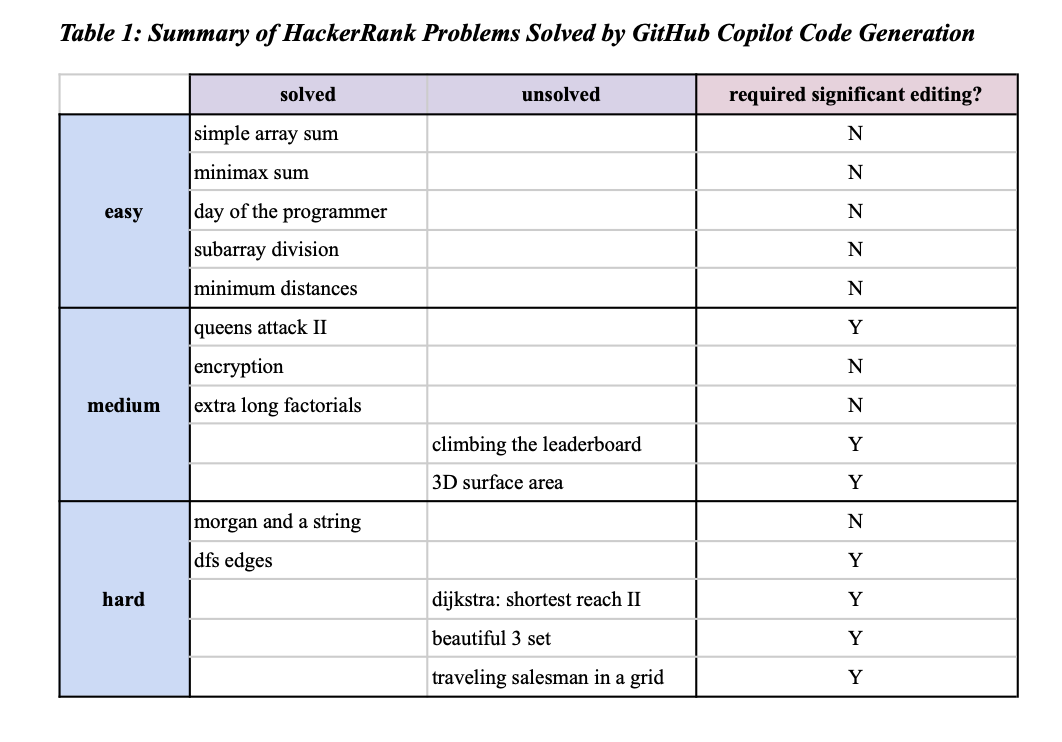 Table 1: Summary of HackerRank Problems Solved by GitHub Copilot Code Generation
solved unsolved required significant editing?
easy
simple array sum N
minimax sum N
day of the programmer N
subarray division N
minimum distances N
medium
queens attack II Y
encryption N
extra long factorials N
climbing the leaderboard Y
3D surface area Y
hard
morgan and a string N
dfs edges Y
dijkstra: shortest reach II Y
beautiful 3 set Y
traveling salesman in a grid Y